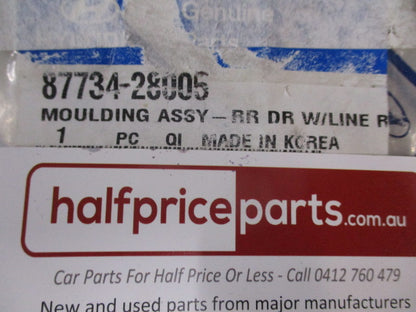 Genuine
87734-28005
MOULDING ASSY-RR DR W/LINE R
1 PC QI MADE IN KOREA
halfpriceparts.com.au
Car Parts For Half Price Or Less - Call 0412 760 479
New and used parts from major manufacturers